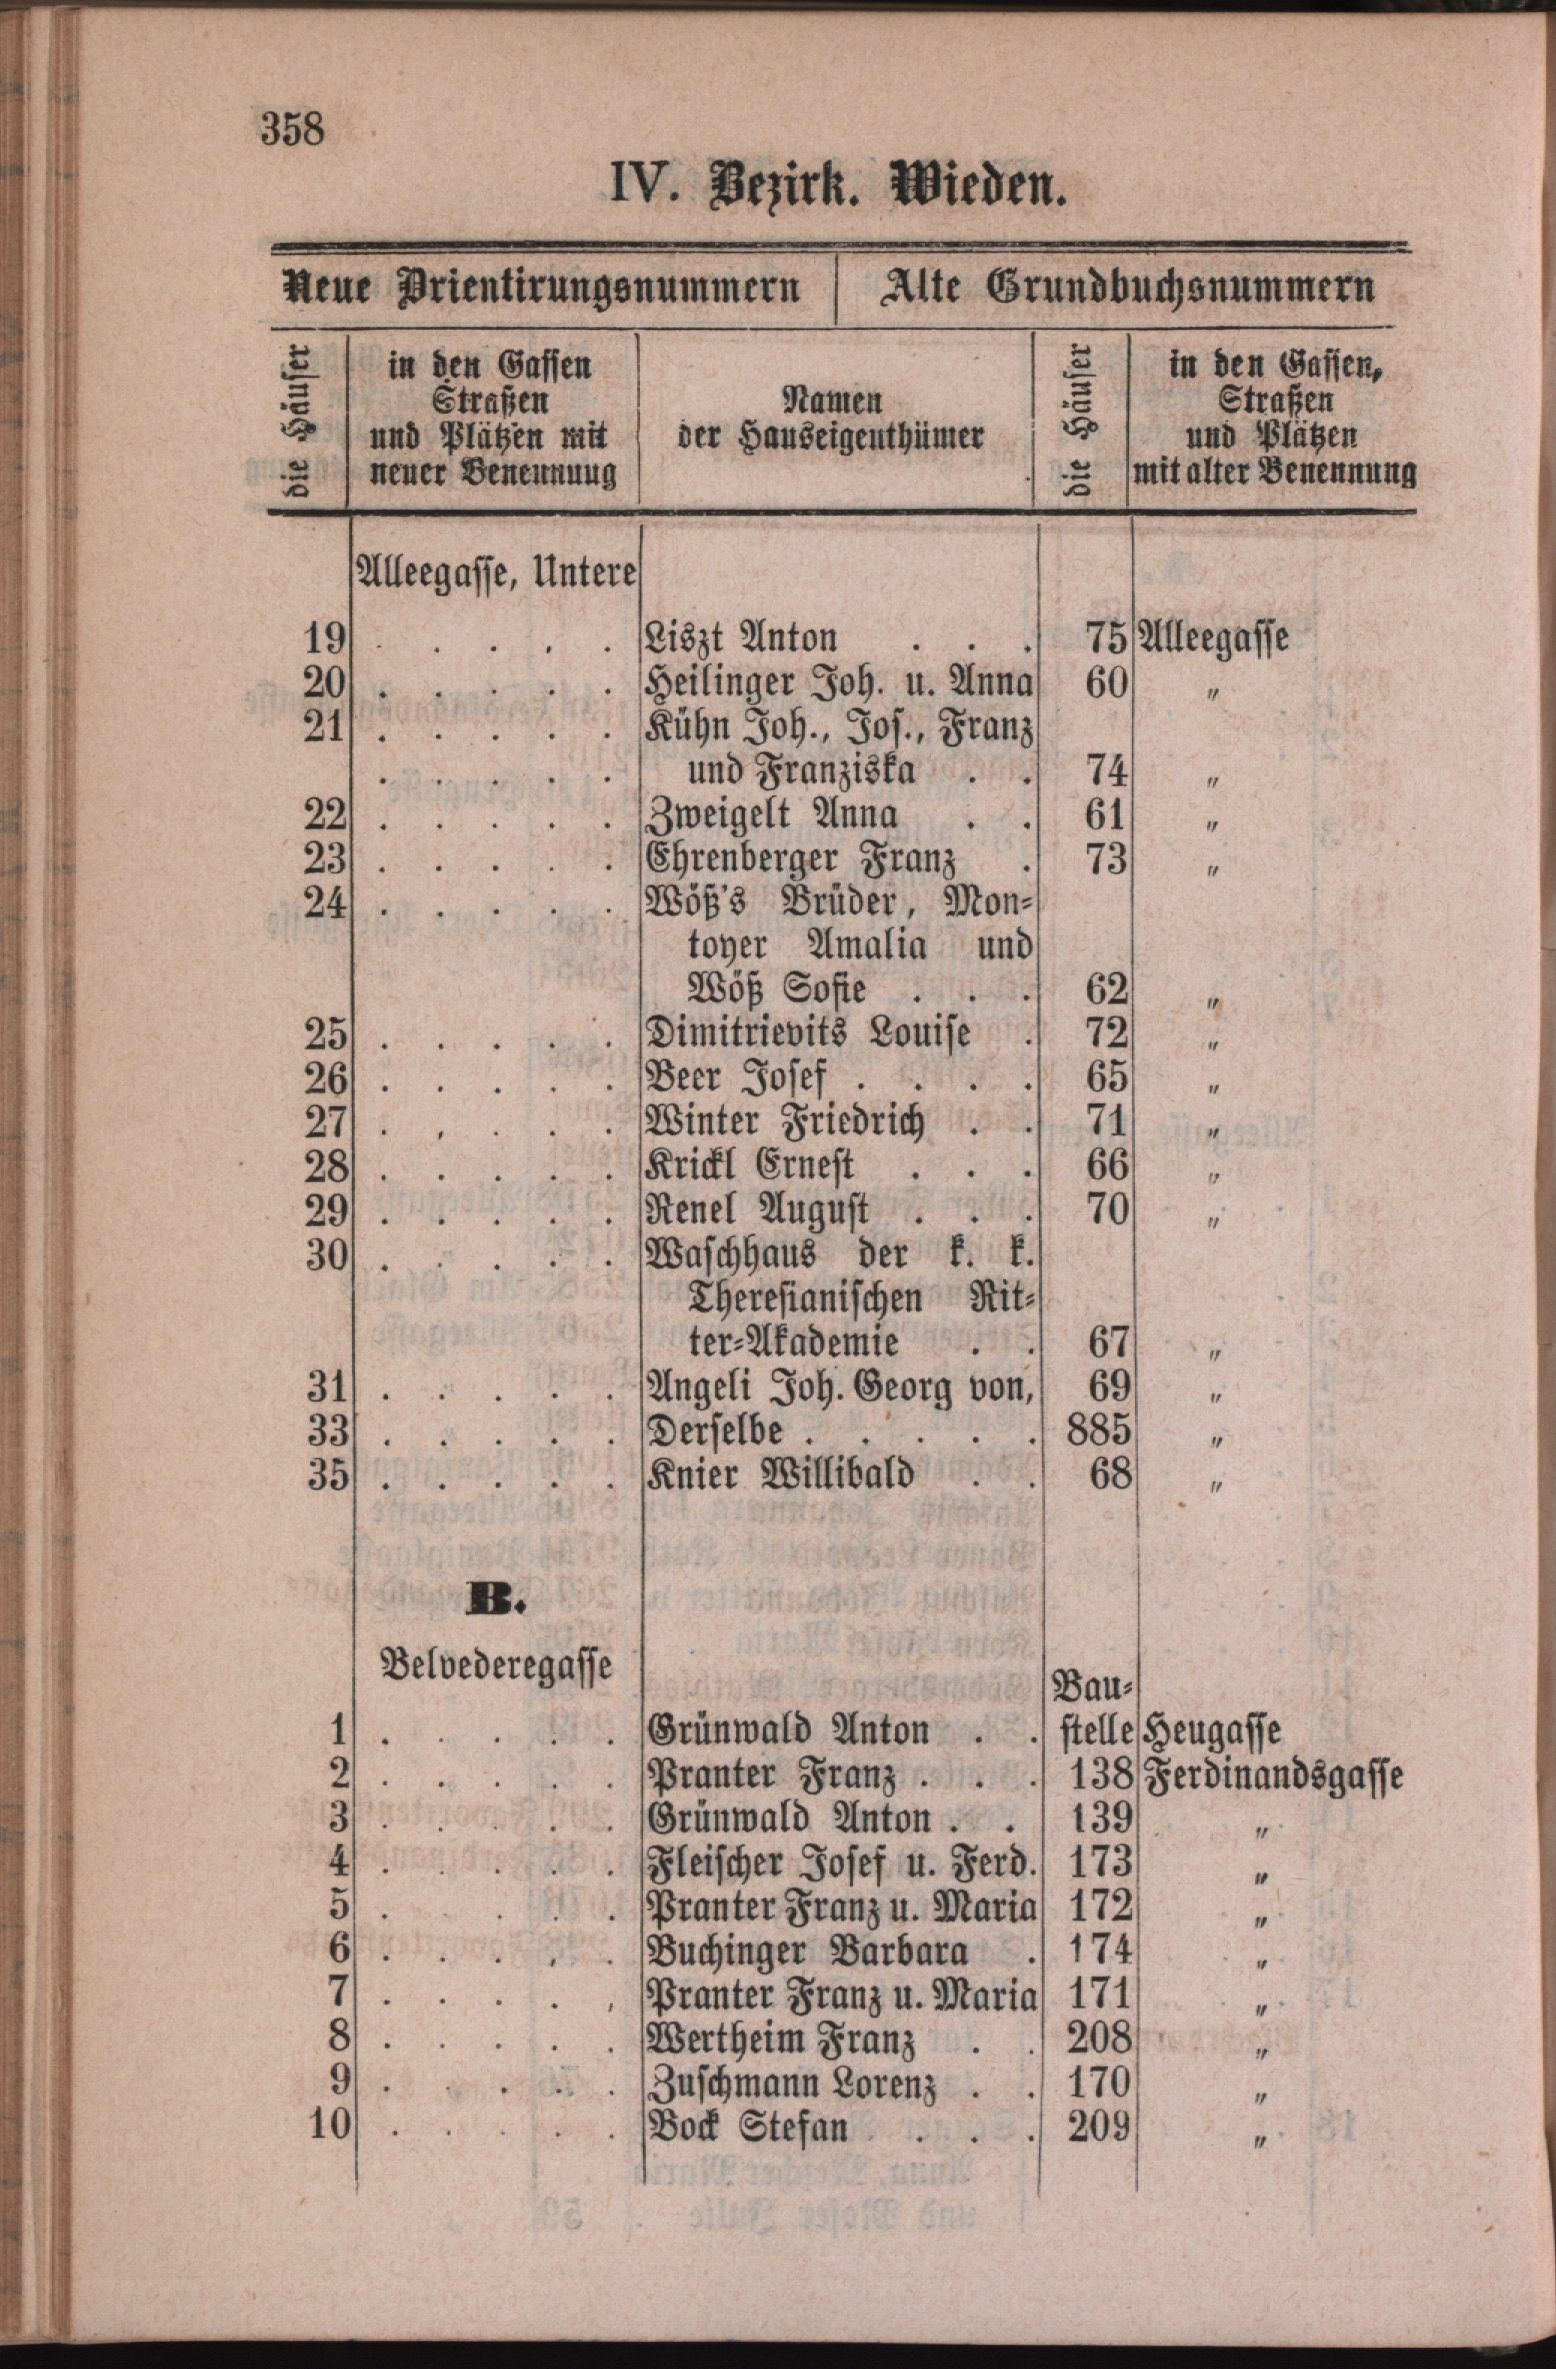 358
IV. Bezirk. Wieden.
Neue Orientirungsnummern Alte Grundbuchsnummern
die Häuser
in den Gassen
Straßen
und Plätzen mit
neuer Benennung
Namen
der Hauseigenthümer
die Häuser
in den Gassen,
Straßen
und Plätzen
mit alter Benennung
Alleegasse, Untere
19 . . . . . Liszt Anton . . . 75 Alleegasse
20 . . . . . Heilinger Joh. u. Anna 60 "
21 . . . . . Kühn Joh., Jos., Franz
. . . . . und Franziska . . 74 "
22 . . . . . Zweigelt Anna . . 61 "
23 . . . . . Ehrenberger Franz . 73 "
24 . . . . . Wöß's Brüder, Mon-
toyer Amalia und
Wöß Sofie . . . 62 "
25 . . . . . Dimitrievits Louise . 72 "
26 . . . . . Beer Josef . . . . 65 "
27 . . . . . Winter Friedrich . . 71 "
28 . . . . . Krickl Ernest . . . 66 "
29 . . . . . Renel August . . . 70 "
30 . . . . . Waschhaus der k. k.
Theresianischen Rit-
ter-Akademie . . 67 "
31 . . . . . Angeli Joh. Georg von, 69 "
33 . . . . . Derselbe . . . . . 885 "
35 . . . . . Knier Willibald . . 68 "
B.
Belvederegasse
Bau-
1 . . . . . Grünwald Anton . . stelle Heugasse
2 . . . . . Pranter Franz . . . 138 Ferdinandsgasse
3 . . . . . Grünwald Anton . . 139 "
4 . . . . . Fleischer Josef u. Ferd. 173 "
5 . . . . . Pranter Franz u. Maria 172 "
6 . . . . . Buchinger Barbara . 174 "
7 . . . . . Pranter Franz u. Maria 171 "
8 . . . . . Wertheim Franz . . 208 "
9 . . . . . Zuschmann Lorenz . . 170 "
10 . . . . . Bock Stefan . . . 209 "